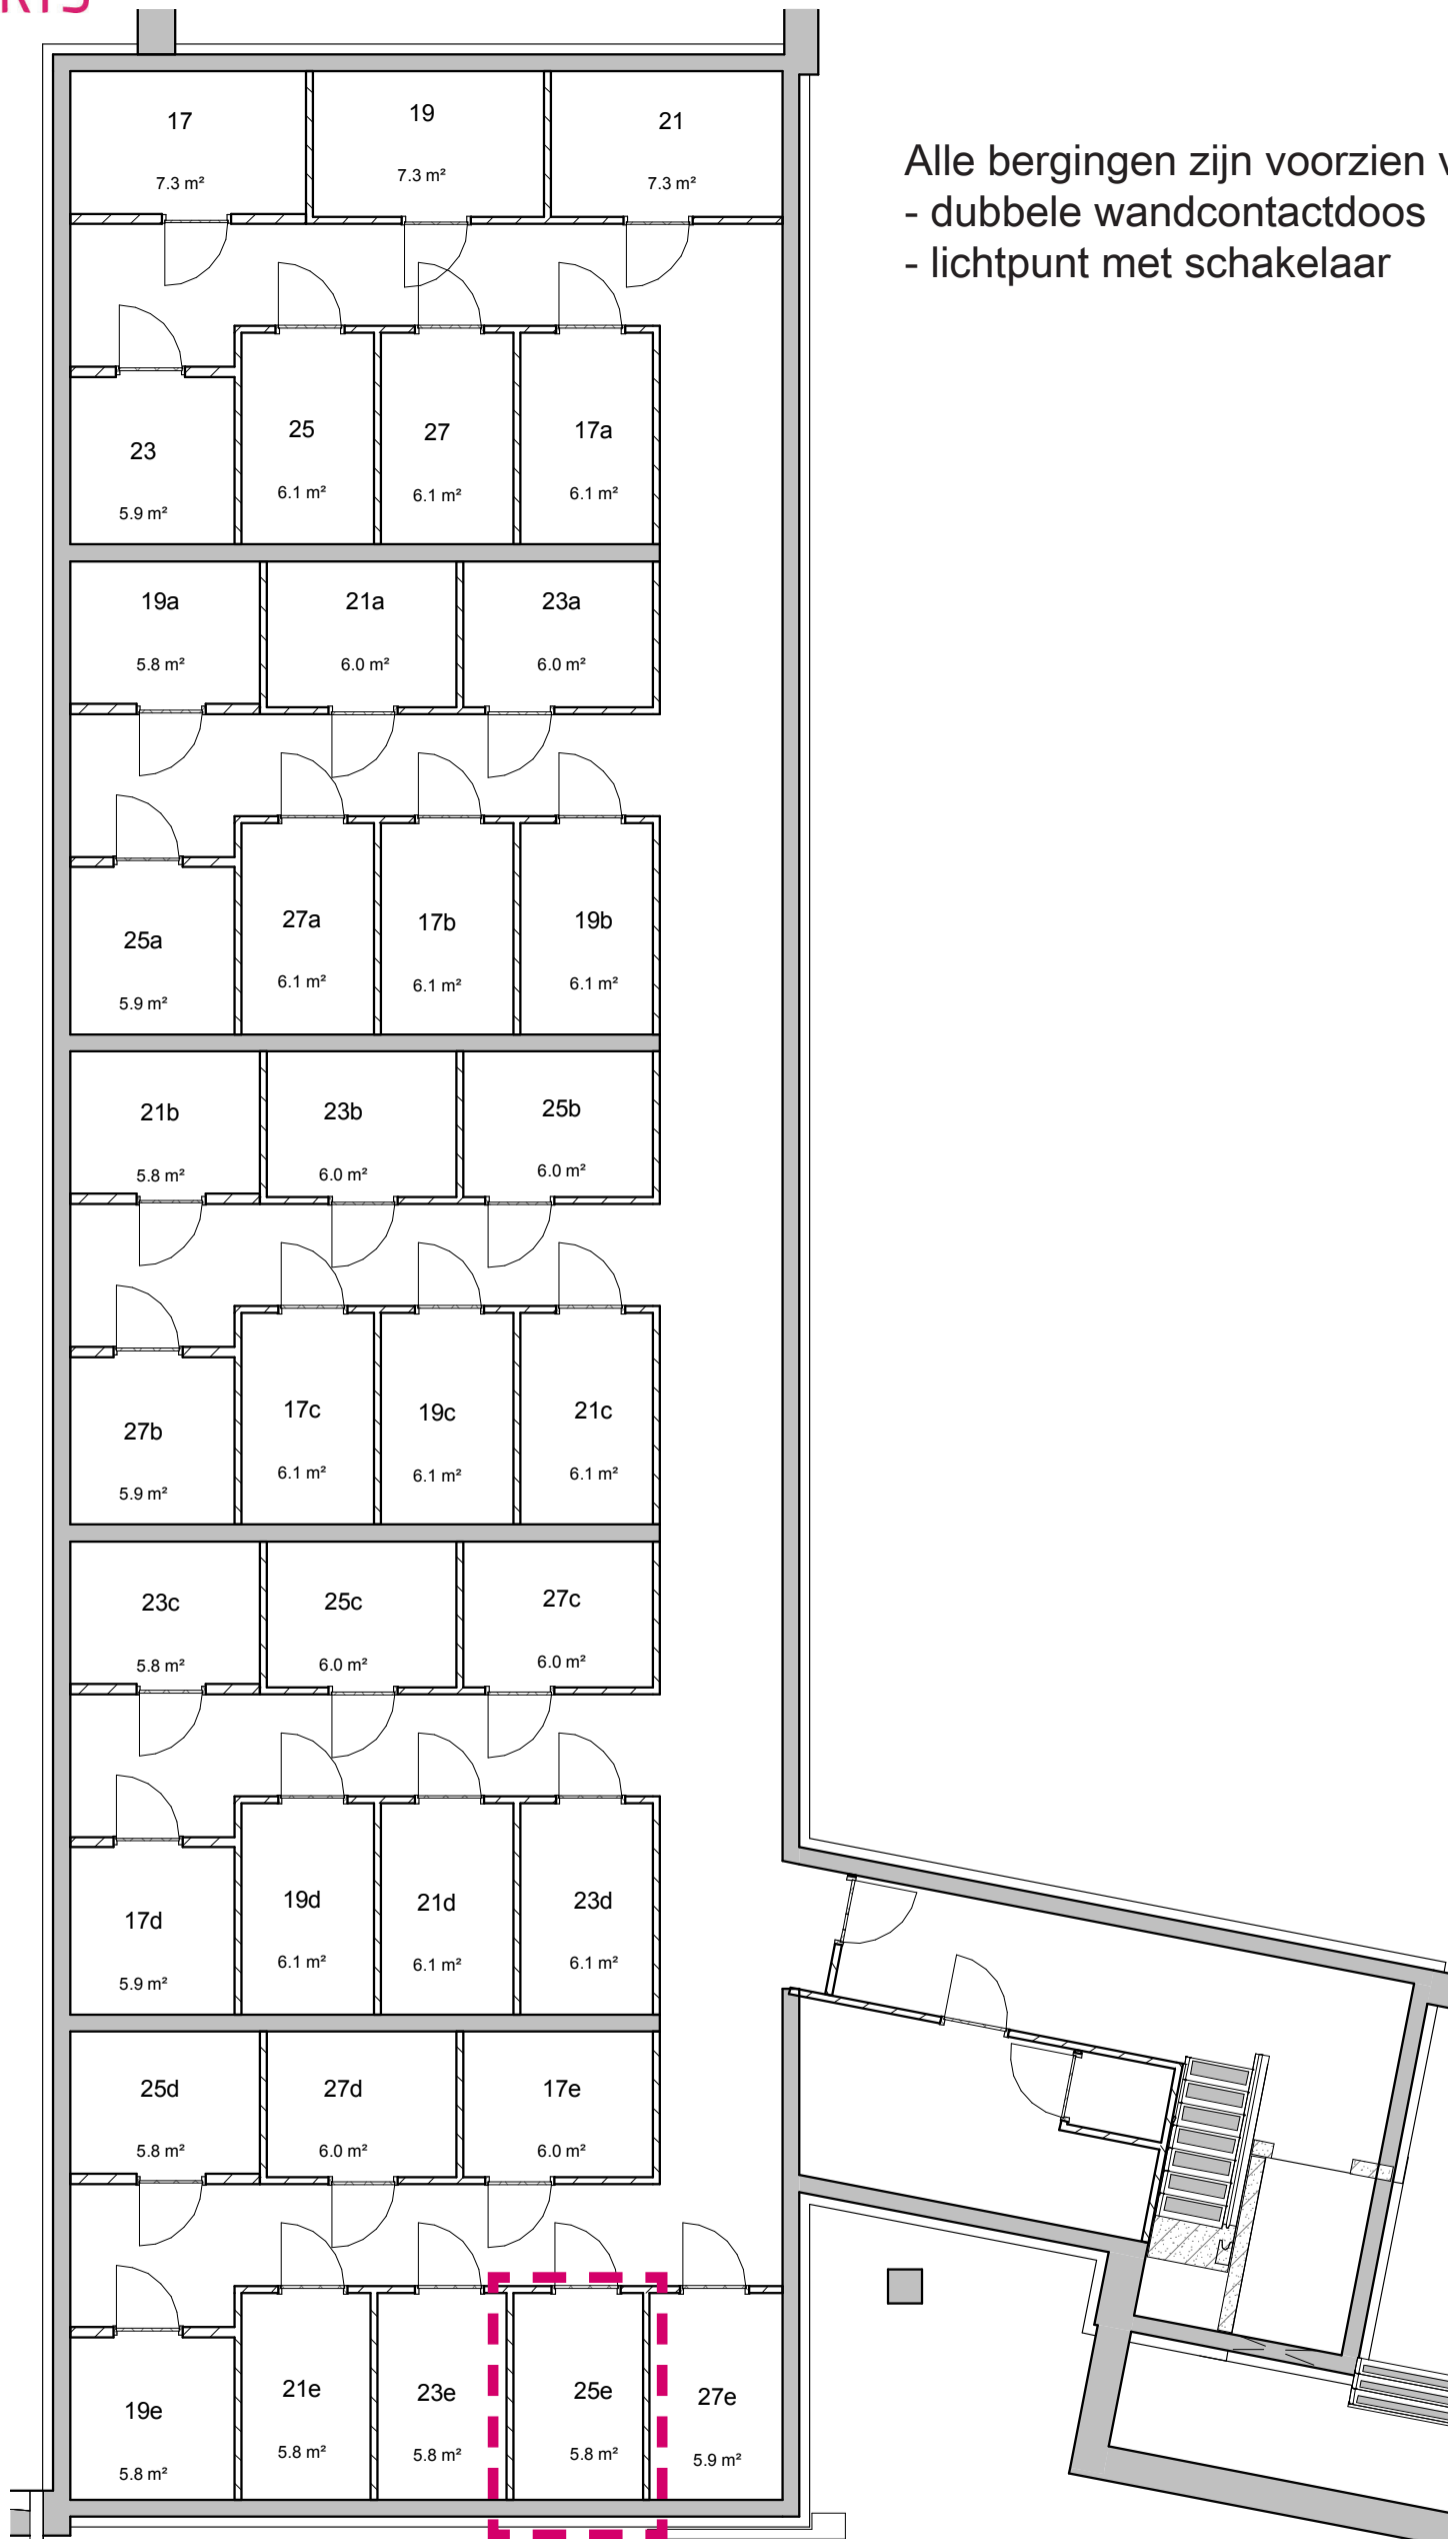 Alle bergingen zijn voorzien
- dubbele wandcontactdoos
- lichtpunt met schakelaar
17 19 21
7.3 m² 7.3 m² 7.3 m²
23 25 27 17a
5.9 m² 6.1 m² 6.1 m² 6.1 m²
19a 21a 23a
5.8 m² 6.0 m² 6.0 m²
25a 27a 17b 19b
5.9 m² 6.1 m² 6.1 m² 6.1 m²
21b 23b 25b
5.8 m² 6.0 m² 6.0 m²
27b 17c 19c 21c
5.9 m² 6.1 m² 6.1 m² 6.1 m²
23c 25c 27c
5.8 m² 6.0 m² 6.0 m²
17d 19d 21d 23d
5.9 m² 6.1 m² 6.1 m² 6.1 m²
25d 27d 17e
5.8 m² 6.0 m² 6.0 m²
19e 21e 23e 25e 27e
5.8 m² 5.8 m² 5.8 m² 5.8 m² 5.9 m²